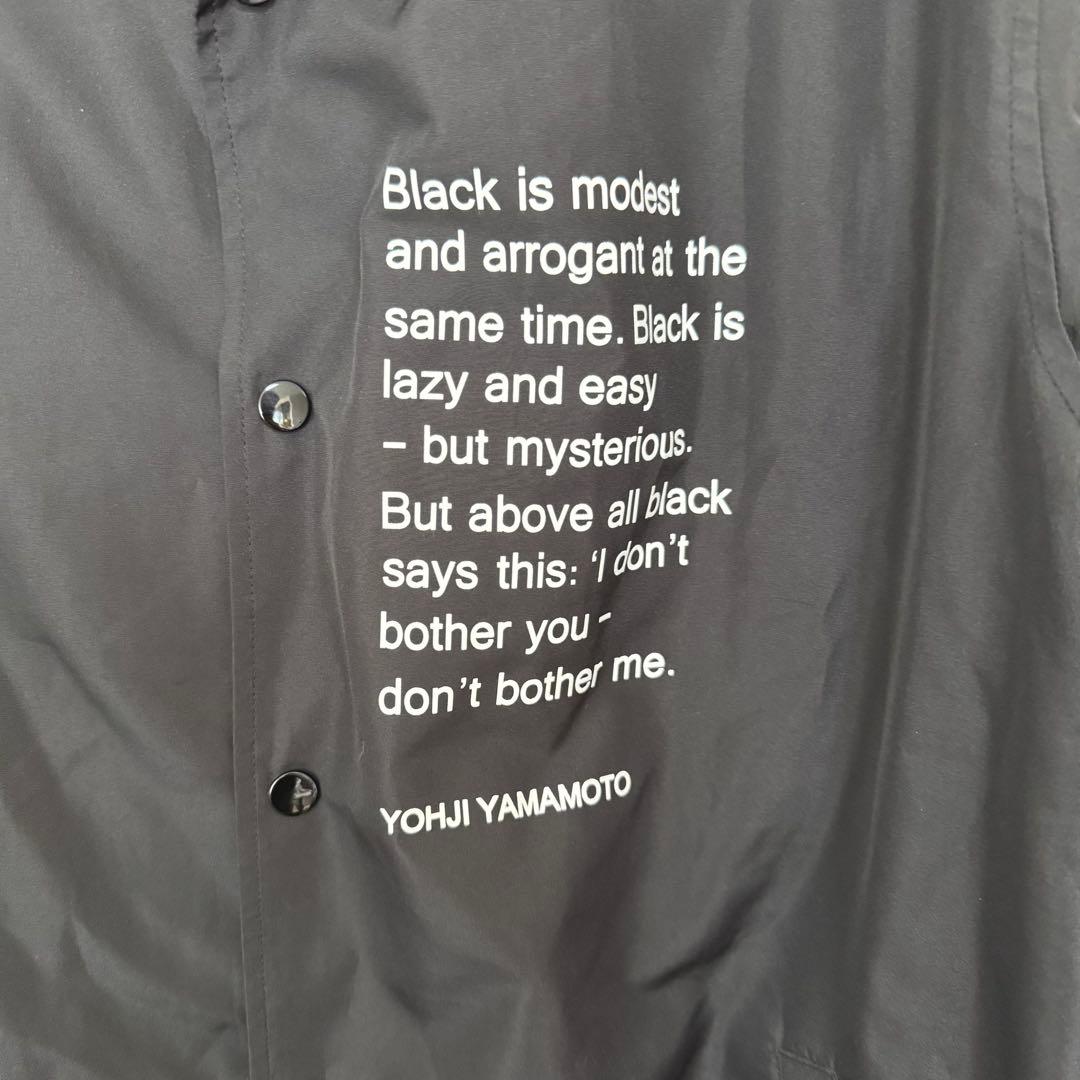 Black is modest
and arrogant at the
same time. Black is
lazy and easy
– but mysterious.
But above all black
says this: ‘I don’t
bother you -
don’t bother me.
YOHJI YAMAMOTO